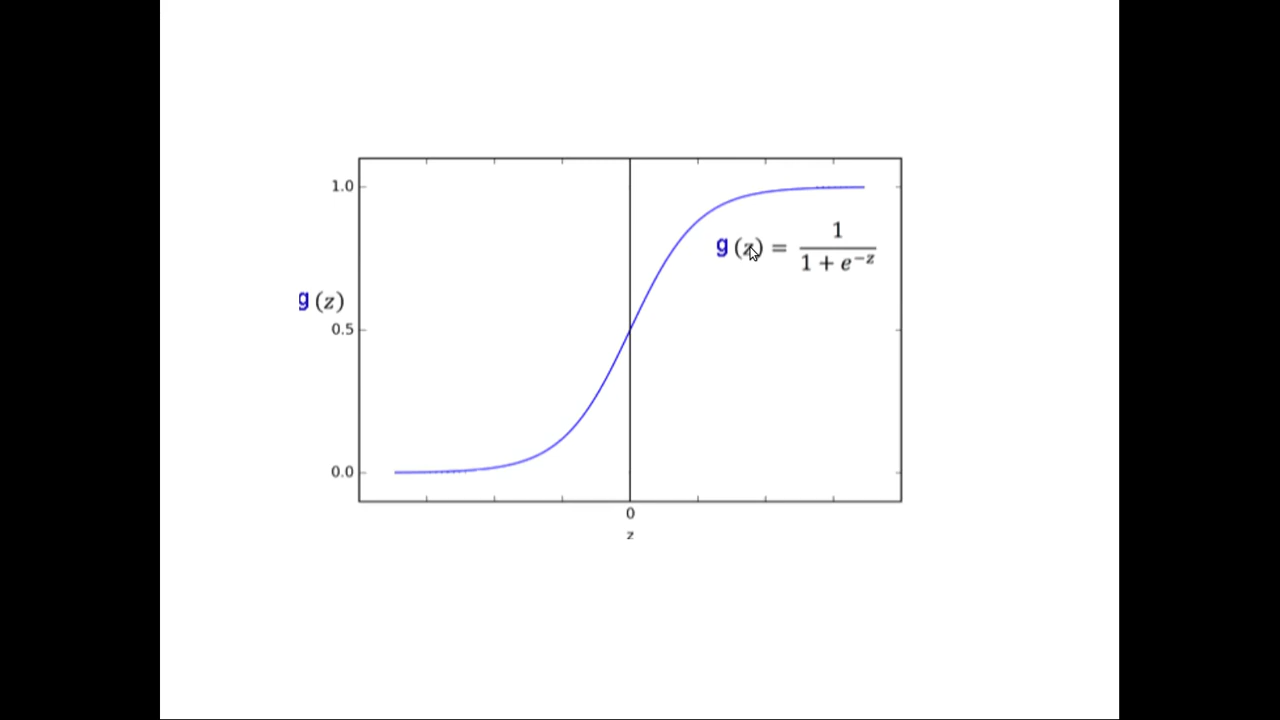 1.0
g (z) = 1 / (1 + e^{-z})
g (z)
0.5
0.0
0
z